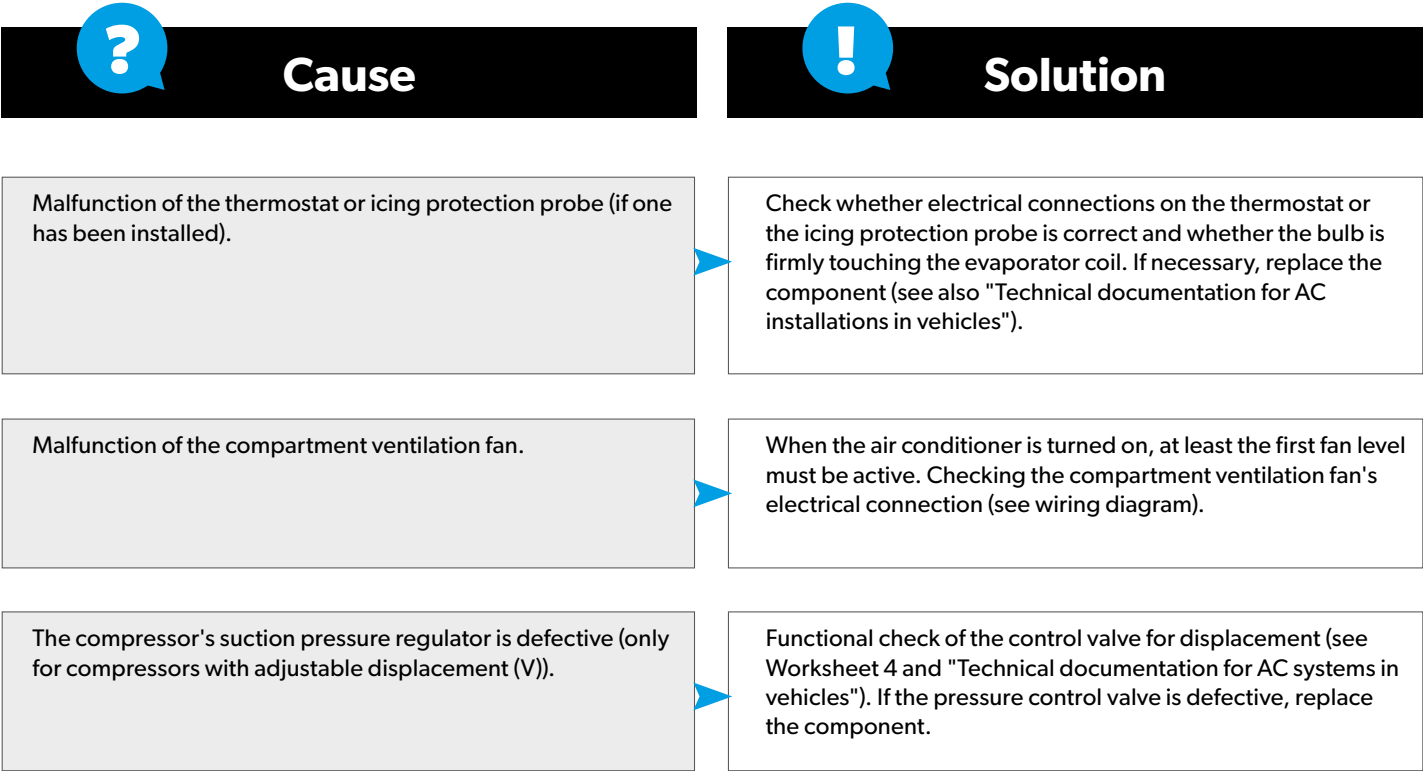 ?
Cause
!
Solution
Malfunction of the thermostat or icing protection probe (if one
has been installed).
Check whether electrical connections on the thermostat or
the icing protection probe is correct and whether the bulb is
firmly touching the evaporator coil. If necessary, replace the
component (see also "Technical documentation for AC
installations in vehicles").
Malfunction of the compartment ventilation fan.
When the air conditioner is turned on, at least the first fan level
must be active. Checking the compartment ventilation fan's
electrical connection (see wiring diagram).
The compressor's suction pressure regulator is defective (only
for compressors with adjustable displacement (V)).
Functional check of the control valve for displacement (see
Worksheet 4 and "Technical documentation for AC systems in
vehicles"). If the pressure control valve is defective, replace
the component.